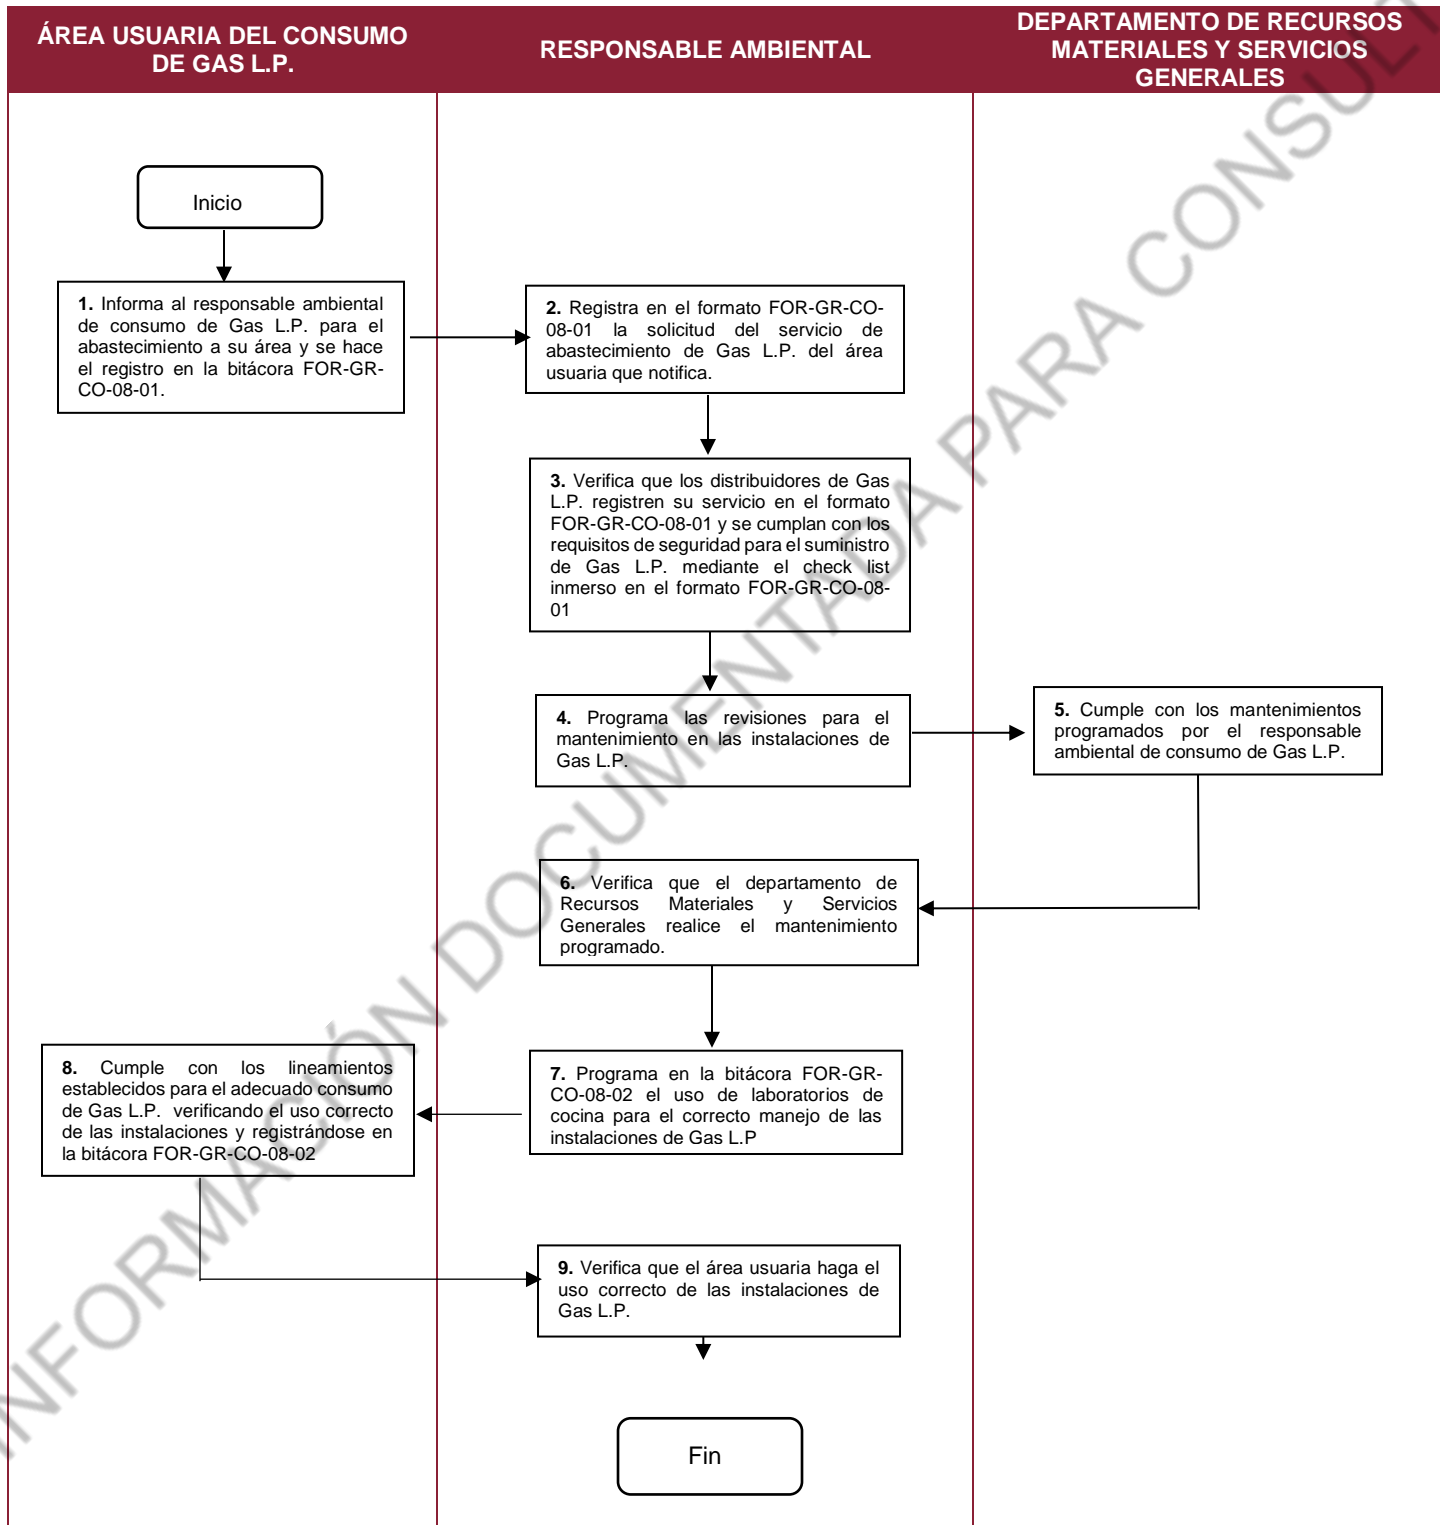 ÁREA USUARIA DEL CONSUMO
DE GAS L.P.
RESPONSABLE AMBIENTAL
DEPARTAMENTO DE RECURSOS
MATERIALES Y SERVICIOS
GENERALES
Inicio
1. Informa al responsable ambiental
de consumo de Gas L.P. para el
abastecimiento a su área y se hace
el registro en la bitácora FOR-GR-
CO-08-01.
2. Registra en el formato FOR-GR-CO-
08-01 la solicitud del servicio de
abastecimiento de Gas L.P. del área
usuaria que notifica.
3. Verifica que los distribuidores de Gas
L.P. registren su servicio en el formato
FOR-GR-CO-08-01 y se cumplan con los
requisitos de seguridad para el suministro
de Gas L.P. mediante el check list
inmerso en el formato FOR-GR-CO-08-
01
4. Programa las revisiones para el
mantenimiento en las instalaciones de
Gas L.P.
5. Cumple con los mantenimientos
programados por el responsable
ambiental de consumo de Gas L.P.
6. Verifica que el departamento de
Recursos Materiales y Servicios
Generales realice el mantenimiento
programado.
7. Programa en la bitácora FOR-GR-
CO-08-02 el uso de laboratorios de
cocina para el correcto manejo de las
instalaciones de Gas L.P
8. Cumple con los lineamientos
establecidos para el adecuado consumo
de Gas L.P. verificando el uso correcto
de las instalaciones y registrándose en
la bitácora FOR-GR-CO-08-02
9. Verifica que el área usuaria haga el
uso correcto de las instalaciones de
Gas L.P.
Fin
INFORMACIÓN DOCUMENTADA PARA CONSULT